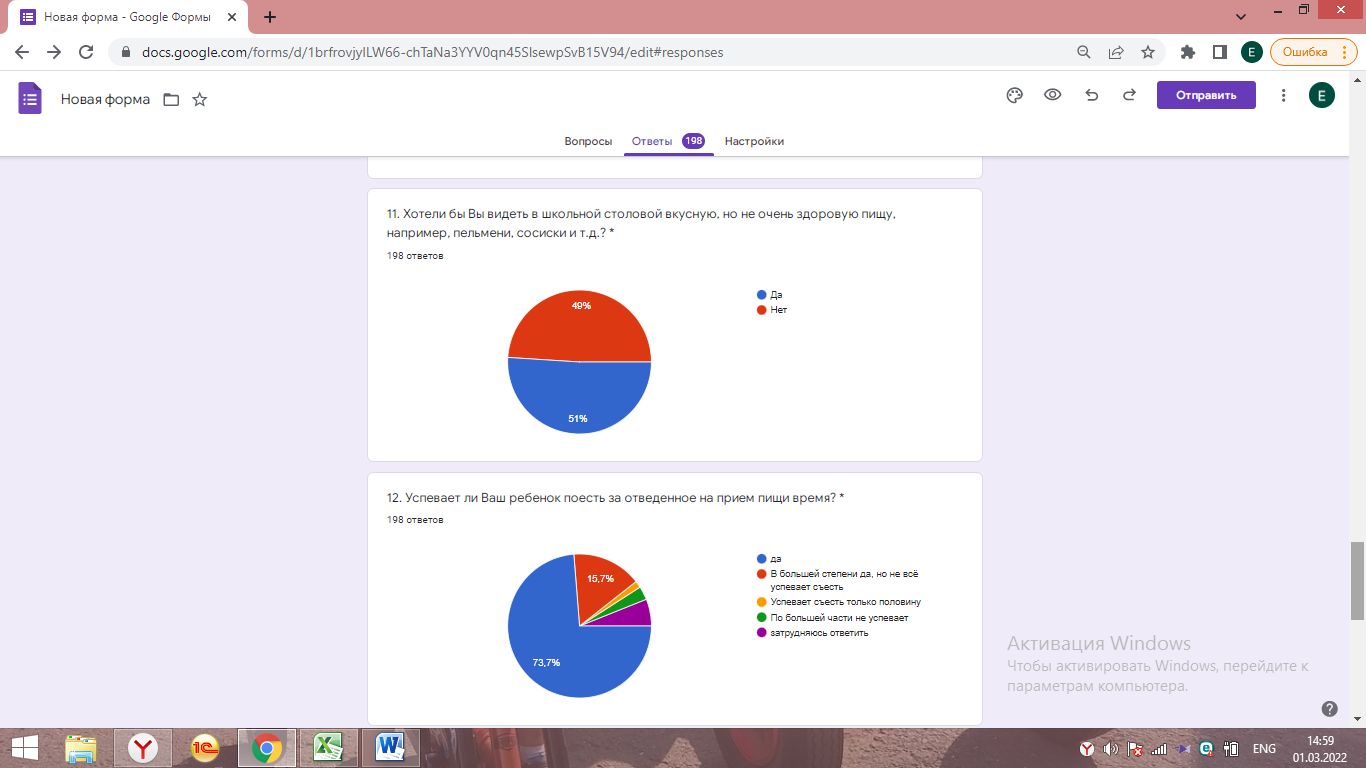 Новая форма - Google Формы
docs.google.com/forms/d/1brfrovjyILW66-chTaNa3YYV0qn45SIsewpSvB15V94/edit#responses
E
Ошибка
Новая форма
Отправить
E
Вопросы
Ответы 198
Настройки
11. Хотели бы Вы видеть в школьной столовой вкусную, но не очень здоровую пищу,
например, пельмени, сосиски и т.д.? *
198 ответов
49%
51%
Да
Нет
12. Успевает ли Ваш ребенок поесть за отведенное на прием пищи время? *
198 ответов
15,7%
73,7%
да
В большей степени да, но не всё
успевает съесть
Успевает съесть только половину
По большей части не успевает
затрудняюсь ответить
Активация Windows
Чтобы активировать Windows, перейдите к
параметрам компьютера.
ENG
14:59
01.03.2022